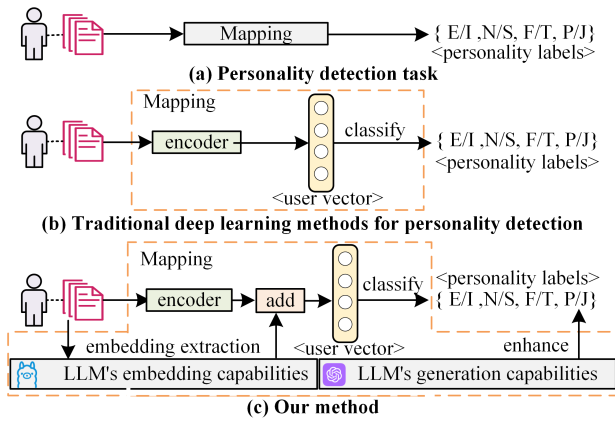 Mapping
{ E/I ,N/S, F/T, P/J}
<personality labels>
(a) Personality detection task
Mapping
encoder
classify
{ E/I ,N/S, F/T, P/J}
<personality labels>
<user vector>
(b) Traditional deep learning methods for personality detection
Mapping
encoder
add
classify
<personality labels>
{ E/I ,N/S, F/T, P/J}
embedding extraction
<user vector>
enhance
LLM's embedding capabilities
LLM's generation capabilities
(c) Our method